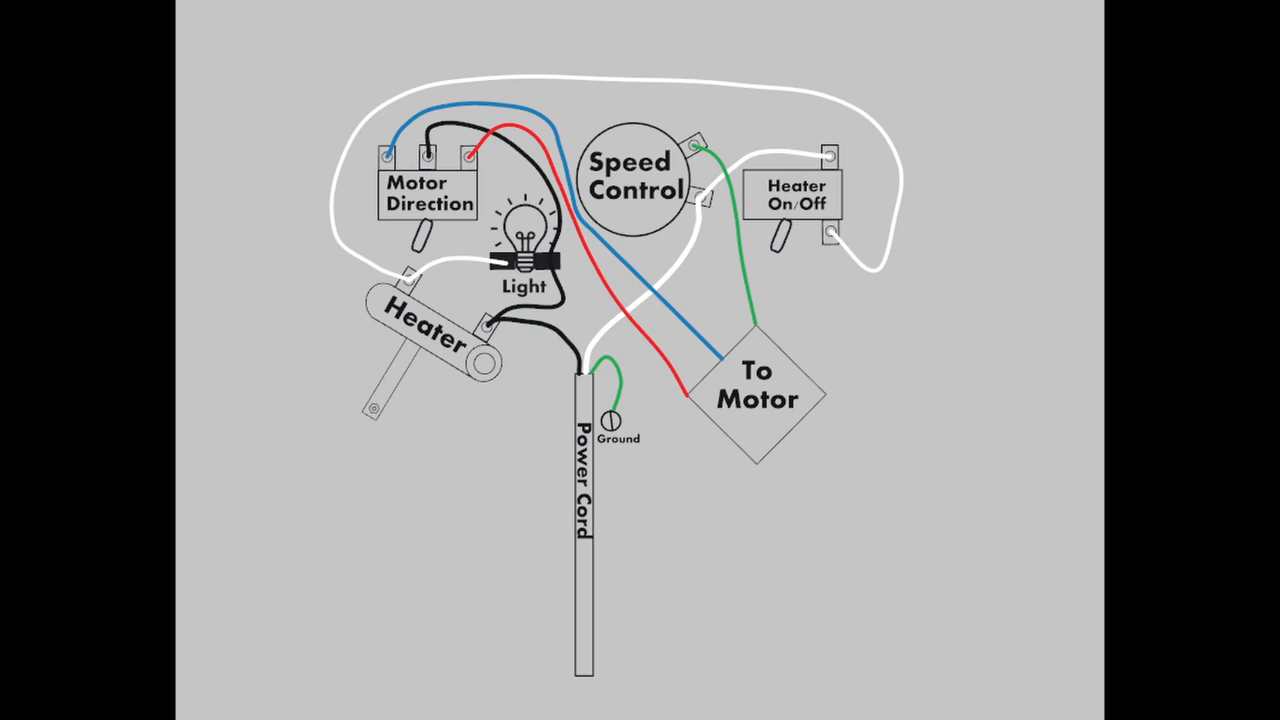 Motor
Direction
Speed
Control
Heater
On/Off
Light
Heater
To
Motor
Power Cord
Ground